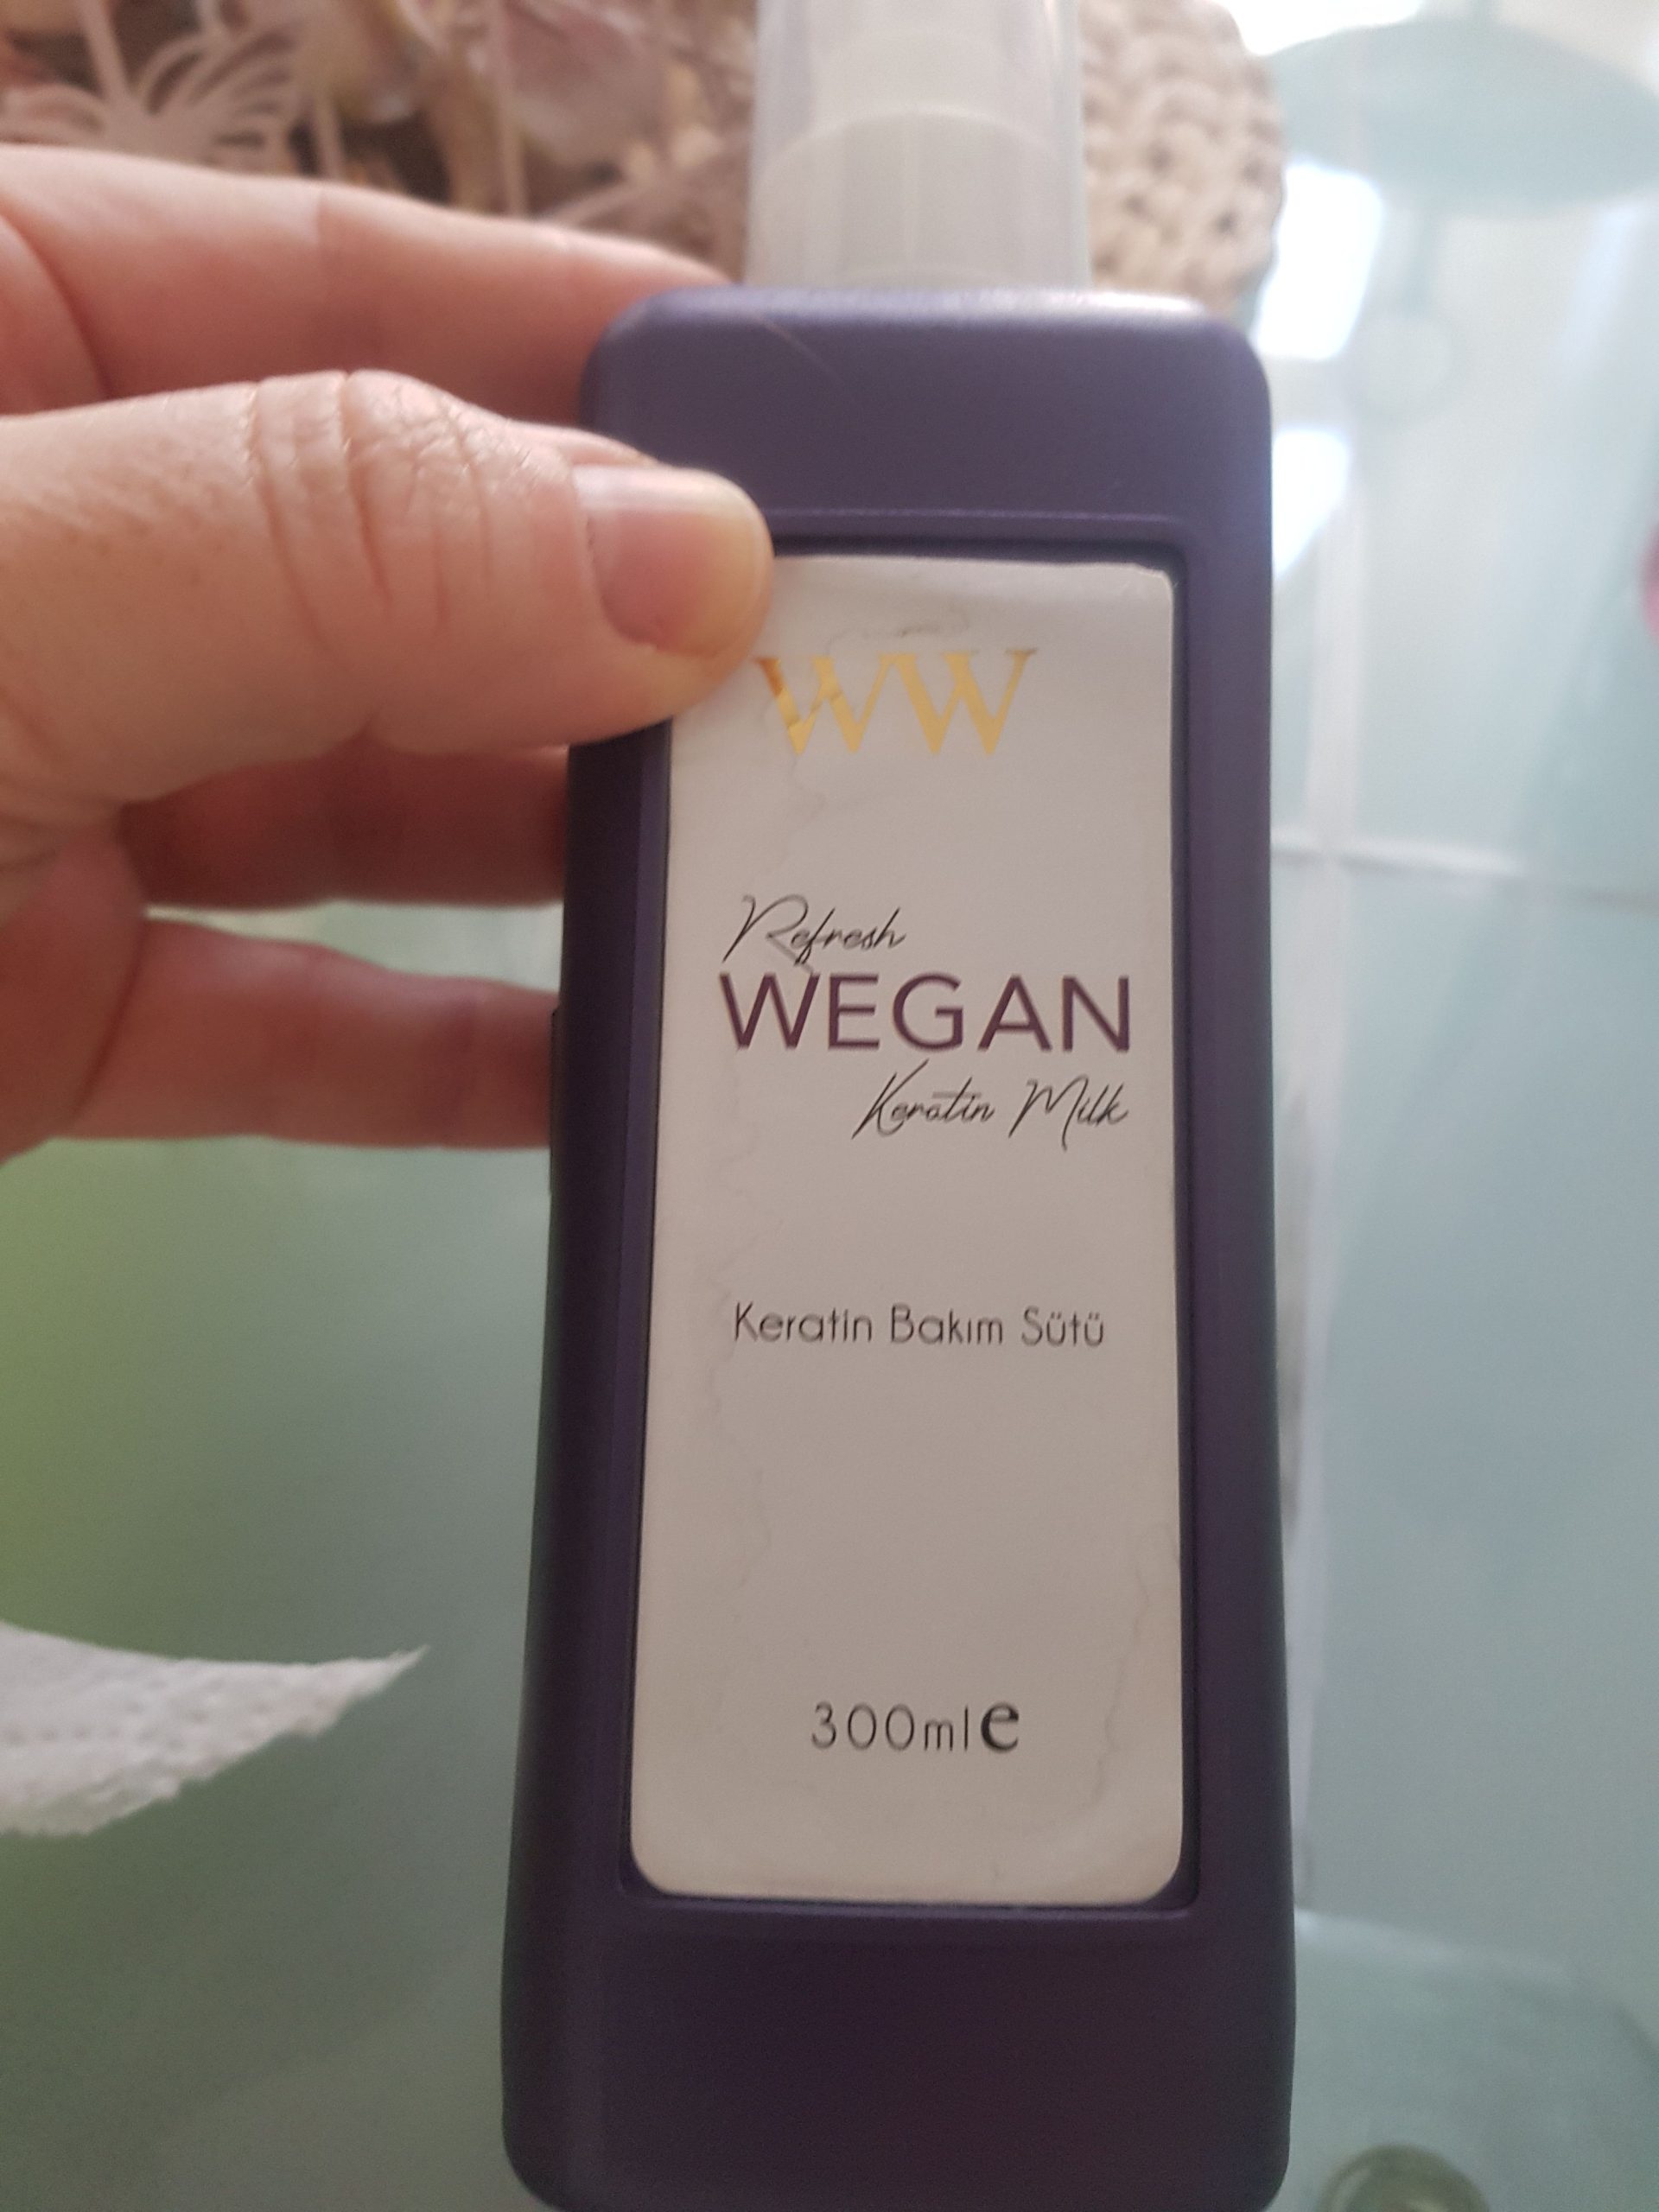 WW
Refresh
WEGAN
Keratin Milk
Keratin Bakım Sütü
300ml e